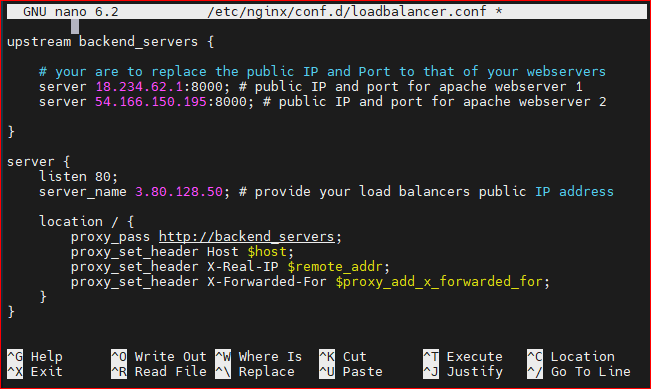 GNU nano 6.2 /etc/nginx/conf.d/loadbalancer.conf *
upstream backend_servers {
# your are to replace the public IP and Port to that of your webservers
server 18.234.62.1:8000; # public IP and port for apache webserver 1
server 54.166.150.195:8000; # public IP and port for apache webserver 2
}
server {
listen 80;
server_name 3.80.128.50; # provide your load balancers public IP address
location / {
proxy_pass http://backend_servers;
proxy_set_header Host $host;
proxy_set_header X-Real-IP $remote_addr;
proxy_set_header X-Forwarded-For $proxy_add_x_forwarded_for;
}
}
^G Help ^O Write Out ^W Where Is ^K Cut ^T Execute ^C Location
^X Exit ^R Read File ^\ Replace ^U Paste ^J Justify ^/ Go To Line